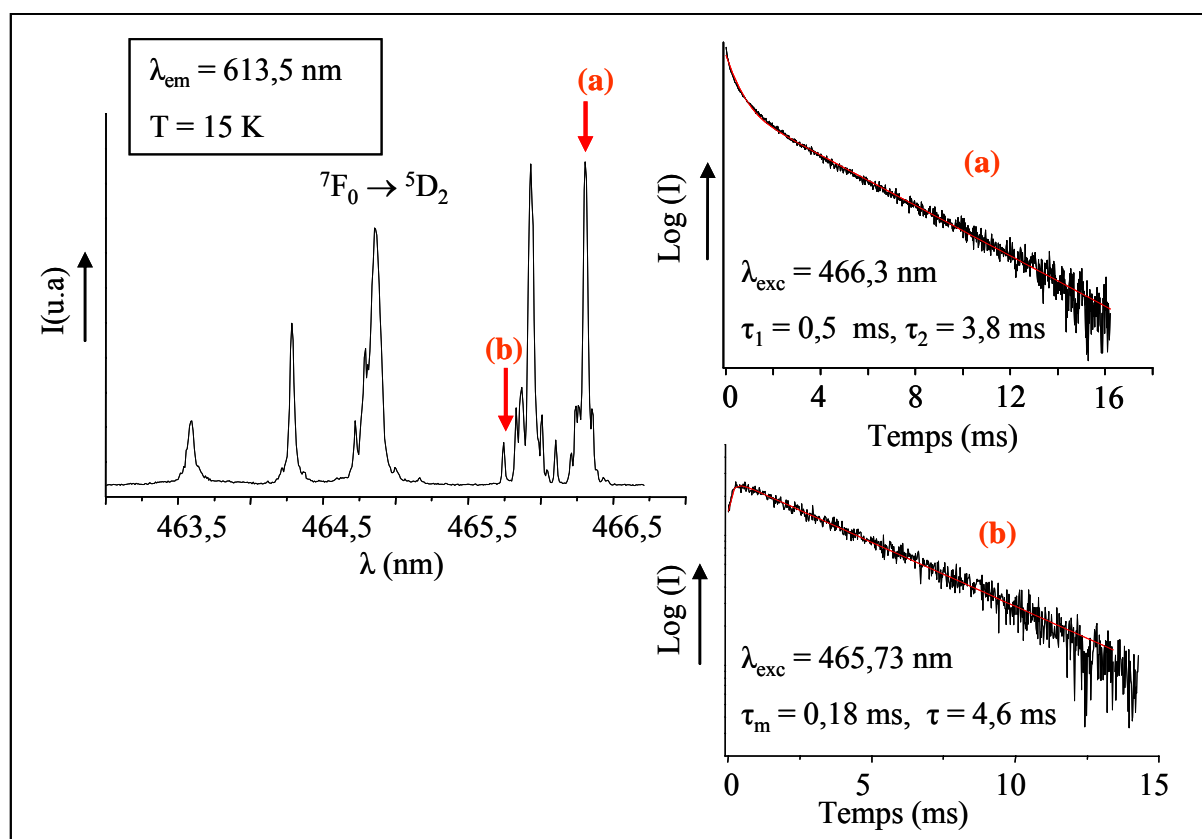 λem = 613,5 nm
T = 15 K
⁷F₀ → ⁵D₂
(a)
(b)
I(u.a)
463,5 464,5 465,5 466,5
λ (nm)
Log (I)
(a)
λexc = 466,3 nm
τ₁ = 0,5 ms, τ₂ = 3,8 ms
0 4 8 12 16
Temps (ms)
Log (I)
(b)
λexc = 465,73 nm
τm = 0,18 ms, τ = 4,6 ms
0 5 10 15
Temps (ms)